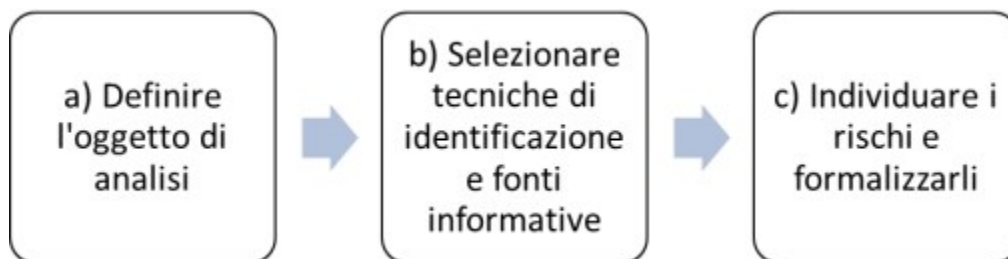 a) Definire
l'oggetto di
analisi
b) Selezionare
tecniche di
identificazione
e fonti
informative
c) Individuare i
rischi e
formalizzarli